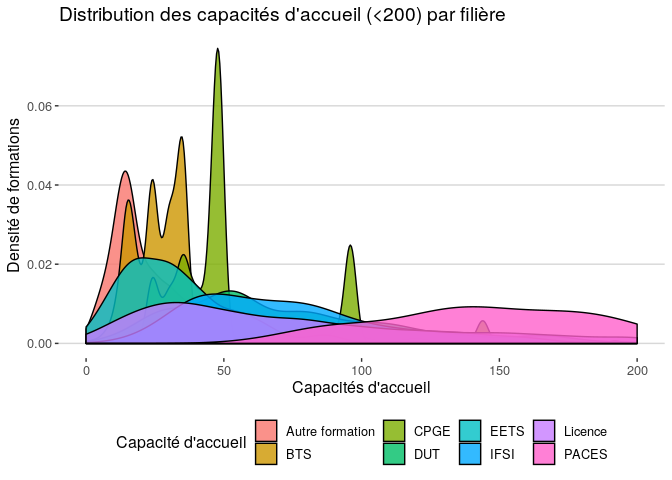 Distribution des capacités d'accueil (<200) par filière
Densité de formations
0.06
0.04
0.02
0.00
0
50
100
150
200
Capacités d'accueil
Capacité d'accueil
Autre formation
CPGE
EETS
Licence
BTS
DUT
IFSI
PACES